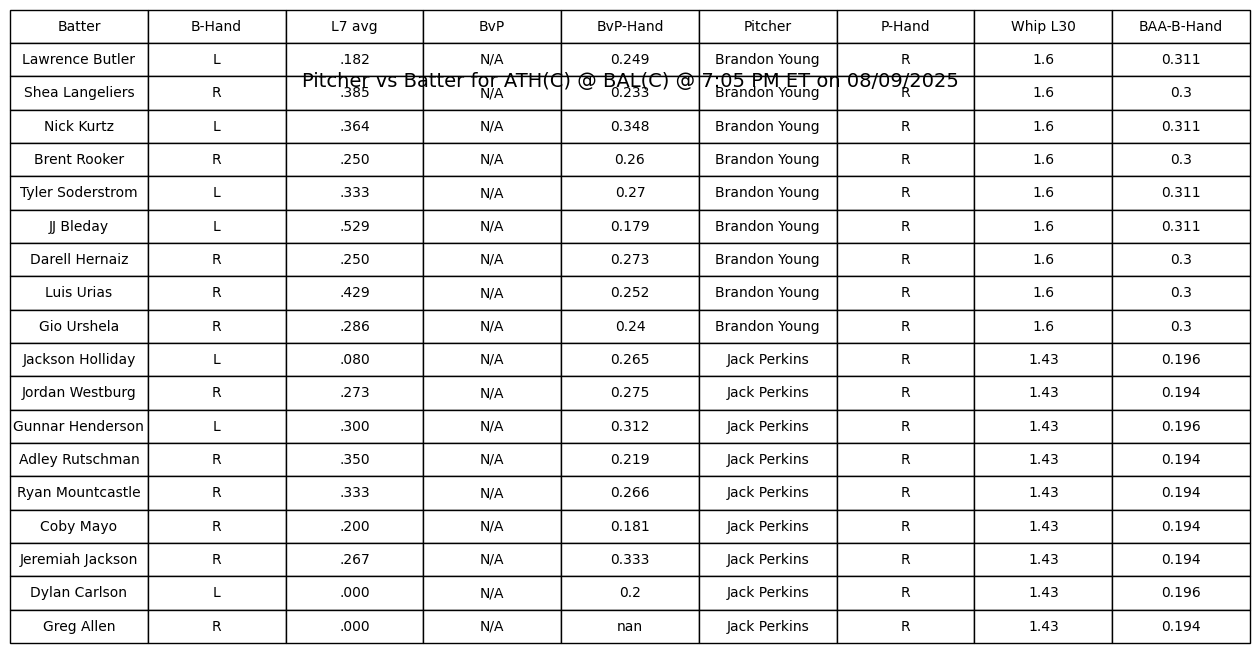 Batter B-Hand L7 avg BvP BvP-Hand Pitcher P-Hand Whip L30 BAA-B-Hand
Lawrence Butler L .182 N/A 0.249 Brandon Young R 1.6 0.311
Pitcher vs Batter for ATH(C) @ BAL(C) @ 7:05 PM ET on 08/09/2025
Shea Langeliers R .385 N/A 0.233 Brandon Young R 1.6 0.3
Nick Kurtz L .364 N/A 0.348 Brandon Young R 1.6 0.311
Brent Rooker R .250 N/A 0.26 Brandon Young R 1.6 0.3
Tyler Soderstrom L .333 N/A 0.27 Brandon Young R 1.6 0.311
JJ Bleday L .529 N/A 0.179 Brandon Young R 1.6 0.311
Darell Hernaiz R .250 N/A 0.273 Brandon Young R 1.6 0.3
Luis Urias R .429 N/A 0.252 Brandon Young R 1.6 0.3
Gio Urshela R .286 N/A 0.24 Brandon Young R 1.6 0.3
Jackson Holliday L .080 N/A 0.265 Jack Perkins R 1.43 0.196
Jordan Westburg R .273 N/A 0.275 Jack Perkins R 1.43 0.194
Gunnar Henderson L .300 N/A 0.312 Jack Perkins R 1.43 0.196
Adley Rutschman R .350 N/A 0.219 Jack Perkins R 1.43 0.194
Ryan Mountcastle R .333 N/A 0.266 Jack Perkins R 1.43 0.194
Coby Mayo R .200 N/A 0.181 Jack Perkins R 1.43 0.194
Jeremiah Jackson R .267 N/A 0.333 Jack Perkins R 1.43 0.194
Dylan Carlson L .000 N/A 0.2 Jack Perkins R 1.43 0.196
Greg Allen R .000 N/A nan Jack Perkins R 1.43 0.194